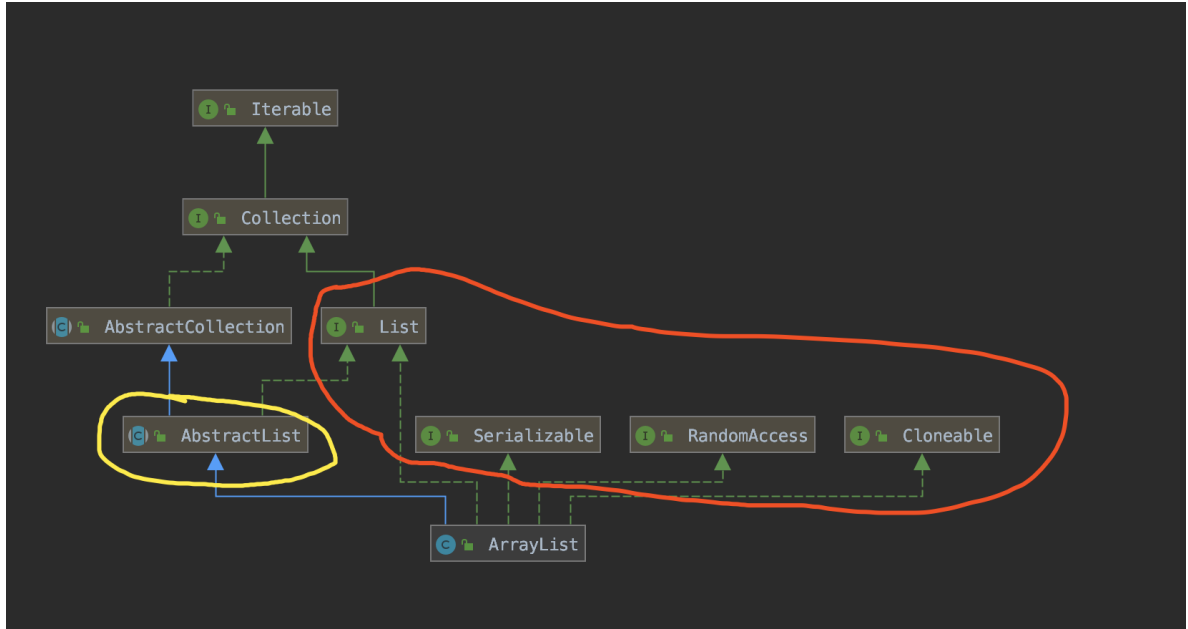 Iterable
Collection
AbstractCollection
List
AbstractList
Serializable
RandomAccess
Cloneable
ArrayList